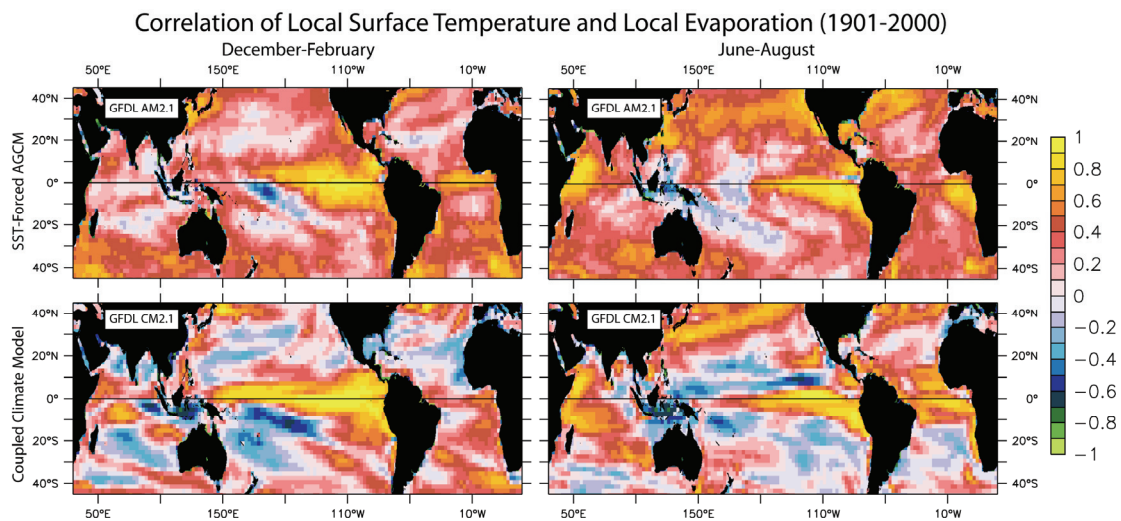 Correlation of Local Surface Temperature and Local Evaporation (1901-2000)
December-February
June-August
50°E 150°E 110°W 10°W
50°E 150°E 110°W 10°W
SST-Forced AGCM
40°N
20°N
0°
20°S
40°S
GFDL AM2.1
GFDL AM2.1
40°N
20°N
0°
20°S
40°S
Coupled Climate Model
40°N
20°N
0°
20°S
40°S
GFDL CM2.1
GFDL CM2.1
40°N
20°N
0°
20°S
40°S
50°E 150°E 110°W 10°W
50°E 150°E 110°W 10°W
1
0.8
0.6
0.4
0.2
0
−0.2
−0.4
−0.6
−0.8
−1